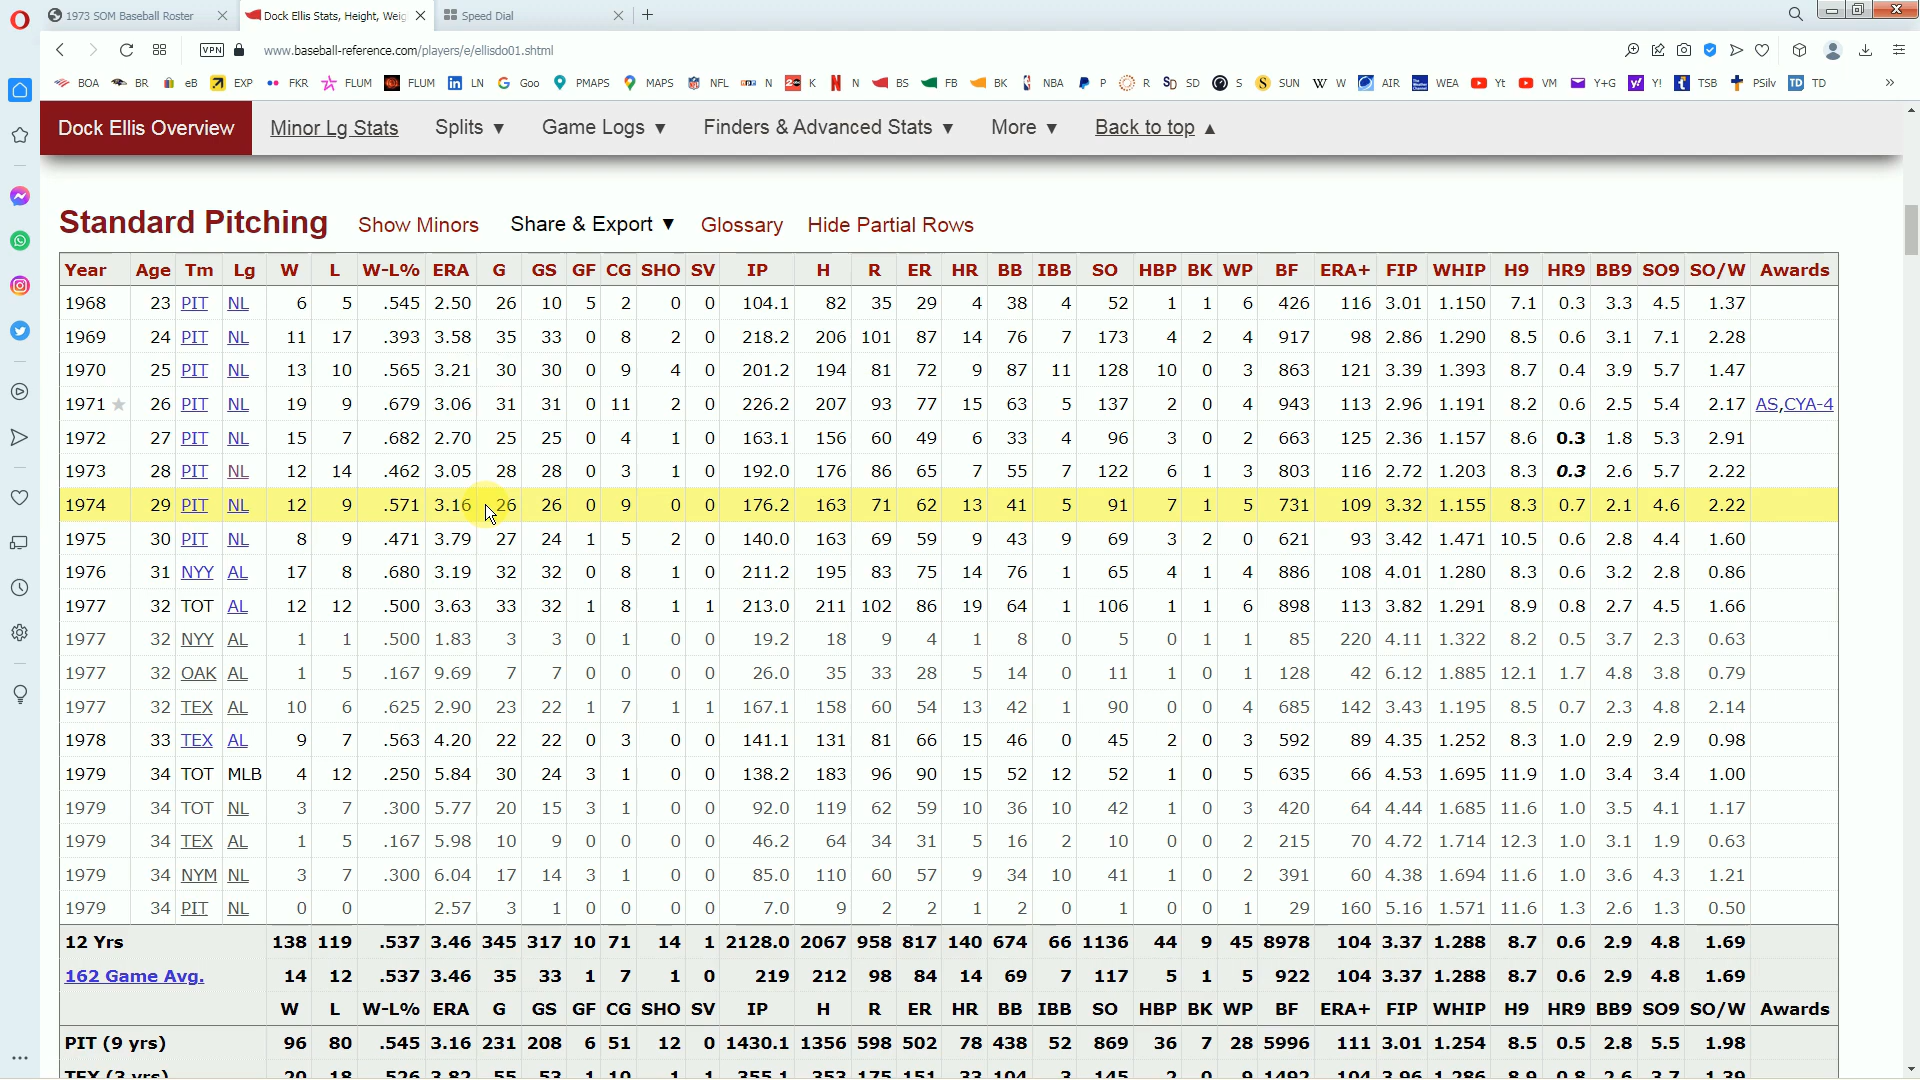 1973 SOM Baseball Roster
Dock Ellis Stats, Height, Weig
Speed Dial
VPN www.baseball-reference.com/players/e/ellisdo01.shtml
BOA BR eB EXP FKR FLUM FLUM LN Goo PMAPS MAPS NFL N K N BS FB BK NBA P R SD S SUN W AIR WEA Yt VM Y+G Y! TSB PSilv TD
Dock Ellis Overview Minor Lg Stats Splits ▼ Game Logs ▼ Finders & Advanced Stats ▼ More ▼ Back to top ▲
Standard Pitching Show Minors Share & Export ▼ Glossary Hide Partial Rows
Year Age Tm Lg W L W-L% ERA G GS GF CG SHO SV IP H R ER HR BB IBB SO HBP BK WP BF ERA+ FIP WHIP H9 HR9 BB9 SO9 SO/W Awards
1968 23 PIT NL 6 5 .545 2.50 26 10 5 2 0 0 104.1 82 35 29 4 38 4 52 1 1 6 426 116 3.01 1.150 7.1 0.3 3.3 4.5 1.37
1969 24 PIT NL 11 17 .393 3.58 35 33 0 8 2 0 218.2 206 101 87 14 76 7 173 4 2 4 917 98 2.86 1.290 8.5 0.6 3.1 7.1 2.28
1970 25 PIT NL 13 10 .565 3.21 30 30 0 9 4 0 201.2 194 81 72 9 87 11 128 10 0 3 863 121 3.39 1.393 8.7 0.4 3.9 5.7 1.47
1971 ★ 26 PIT NL 19 9 .679 3.06 31 31 0 11 2 0 226.2 207 93 77 15 63 5 137 2 0 4 943 113 2.96 1.191 8.2 0.6 2.5 5.4 2.17 AS,CYA-4
1972 27 PIT NL 15 7 .682 2.70 25 25 0 4 1 0 163.1 156 60 49 6 33 4 96 3 0 2 663 125 2.36 1.157 8.6 0.3 1.8 5.3 2.91
1973 28 PIT NL 12 14 .462 3.05 28 28 0 3 1 0 192.0 176 86 65 7 55 7 122 6 1 3 803 116 2.72 1.203 8.3 0.3 2.6 5.7 2.22
1974 29 PIT NL 12 9 .571 3.16 26 26 0 9 0 0 176.2 163 71 62 13 41 5 91 7 1 5 731 109 3.32 1.155 8.3 0.7 2.1 4.6 2.22
1975 30 PIT NL 8 9 .471 3.79 27 24 1 5 2 0 140.0 163 69 59 9 43 9 69 3 2 0 621 93 3.42 1.471 10.5 0.6 2.8 4.4 1.60
1976 31 NYY AL 17 8 .680 3.19 32 32 0 8 1 0 211.2 195 83 75 14 76 1 65 4 1 4 886 108 4.01 1.280 8.3 0.6 3.2 2.8 0.86
1977 32 TOT AL 12 12 .500 3.63 33 32 1 8 1 1 213.0 211 102 86 19 64 1 106 1 1 6 898 113 3.82 1.291 8.9 0.8 2.7 4.5 1.66
1977 32 NYY AL 1 1 .500 1.83 3 3 0 1 0 0 19.2 18 9 4 1 8 0 5 0 1 1 85 220 4.11 1.322 8.2 0.5 3.7 2.3 0.63
1977 32 OAK AL 1 5 .167 9.69 7 7 0 0 0 0 26.0 35 33 28 5 14 0 11 1 0 1 128 42 6.12 1.885 12.1 1.7 4.8 3.8 0.79
1977 32 TEX AL 10 6 .625 2.90 23 22 1 7 1 1 167.1 158 60 54 13 42 1 90 0 0 4 685 142 3.43 1.195 8.5 0.7 2.3 4.8 2.14
1978 33 TEX AL 9 7 .563 4.20 22 22 0 3 0 0 141.1 131 81 66 15 46 0 45 2 0 3 592 89 4.35 1.252 8.3 1.0 2.9 2.9 0.98
1979 34 TOT MLB 4 12 .250 5.84 30 24 3 1 0 0 138.2 183 96 90 15 52 12 52 1 0 5 635 66 4.53 1.695 11.9 1.0 3.4 3.4 1.00
1979 34 TOT NL 3 7 .300 5.77 20 15 3 1 0 0 92.0 119 62 59 10 36 10 42 1 0 3 420 64 4.44 1.685 11.6 1.0 3.5 4.1 1.17
1979 34 TEX AL 1 5 .167 5.98 10 9 0 0 0 0 46.2 64 34 31 5 16 2 10 0 0 2 215 70 4.72 1.714 12.3 1.0 3.1 1.9 0.63
1979 34 NYM NL 3 7 .300 6.04 17 14 3 1 0 0 85.0 110 60 57 9 34 10 41 1 0 2 391 60 4.38 1.694 11.6 1.0 3.6 4.3 1.21
1979 34 PIT NL 0 0 2.57 3 1 0 0 0 0 7.0 9 2 2 1 2 0 1 0 0 1 29 160 5.16 1.571 11.6 1.3 2.6 1.3 0.50
12 Yrs 138 119 .537 3.46 345 317 10 71 14 1 2128.0 2067 958 817 140 674 66 1136 44 9 45 8978 104 3.37 1.288 8.7 0.6 2.9 4.8 1.69
162 Game Avg. 14 12 .537 3.46 35 33 1 7 1 0 219 212 98 84 14 69 7 117 5 1 5 922 104 3.37 1.288 8.7 0.6 2.9 4.8 1.69
W L W-L% ERA G GS GF CG SHO SV IP H R ER HR BB IBB SO HBP BK WP BF ERA+ FIP WHIP H9 HR9 BB9 SO9 SO/W Awards
PIT (9 yrs) 96 80 .545 3.16 231 208 6 51 12 0 1430.1 1356 598 502 78 438 52 869 36 7 28 5996 111 3.01 1.254 8.5 0.5 2.8 5.5 1.98
TEX (3 yrs) 20 18 .526 3.82 55 53 1 10 1 1 355.1 353 175 151 33 104 3 145 2 0 9 1492 104 3.96 1.286 8.9 0.8 2.6 3.7 1.39